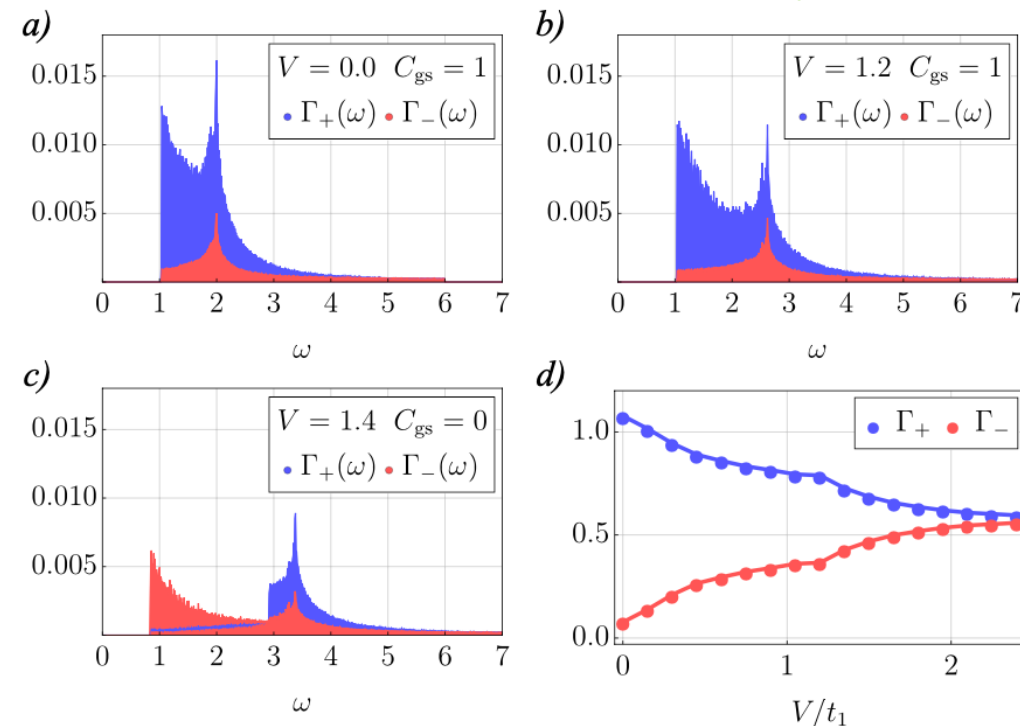 a)
V = 0.0 C_gs = 1
Γ₊(ω) Γ₋(ω)
0.015
0.010
0.005
0 1 2 3 4 5 6 7
ω
b)
V = 1.2 C_gs = 1
Γ₊(ω) Γ₋(ω)
0.015
0.010
0.005
0 1 2 3 4 5 6 7
ω
c)
V = 1.4 C_gs = 0
Γ₊(ω) Γ₋(ω)
0.015
0.010
0.005
0 1 2 3 4 5 6 7
ω
d)
Γ₊ Γ₋
1.0
0.5
0.0
0 1 2
V/t₁